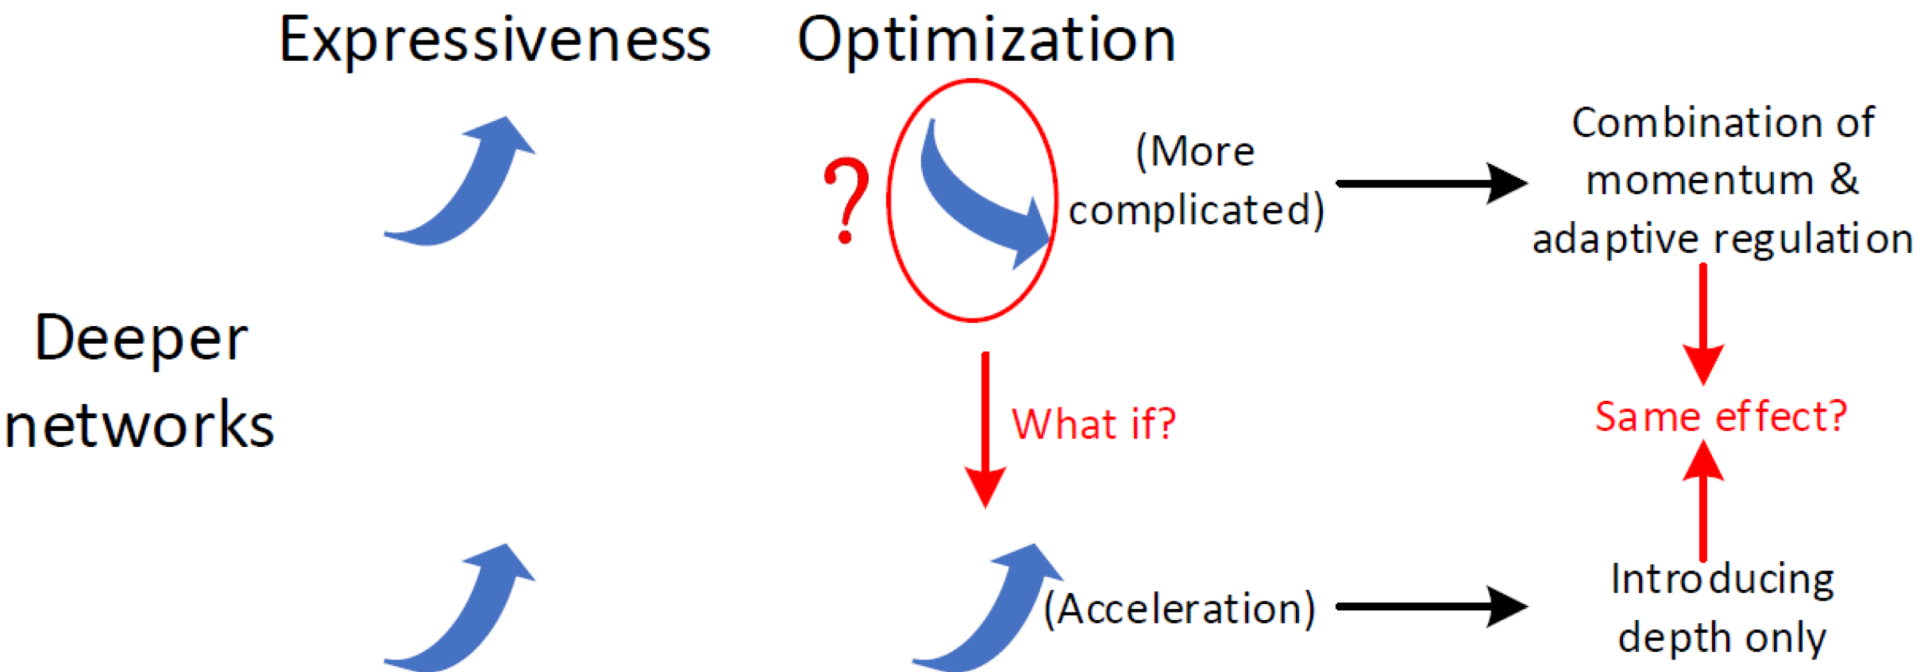 Expressiveness
Optimization
?
(More
complicated)
Combination of
momentum &
adaptive regulation
Deeper
networks
What if?
Same effect?
(Acceleration)
Introducing
depth only